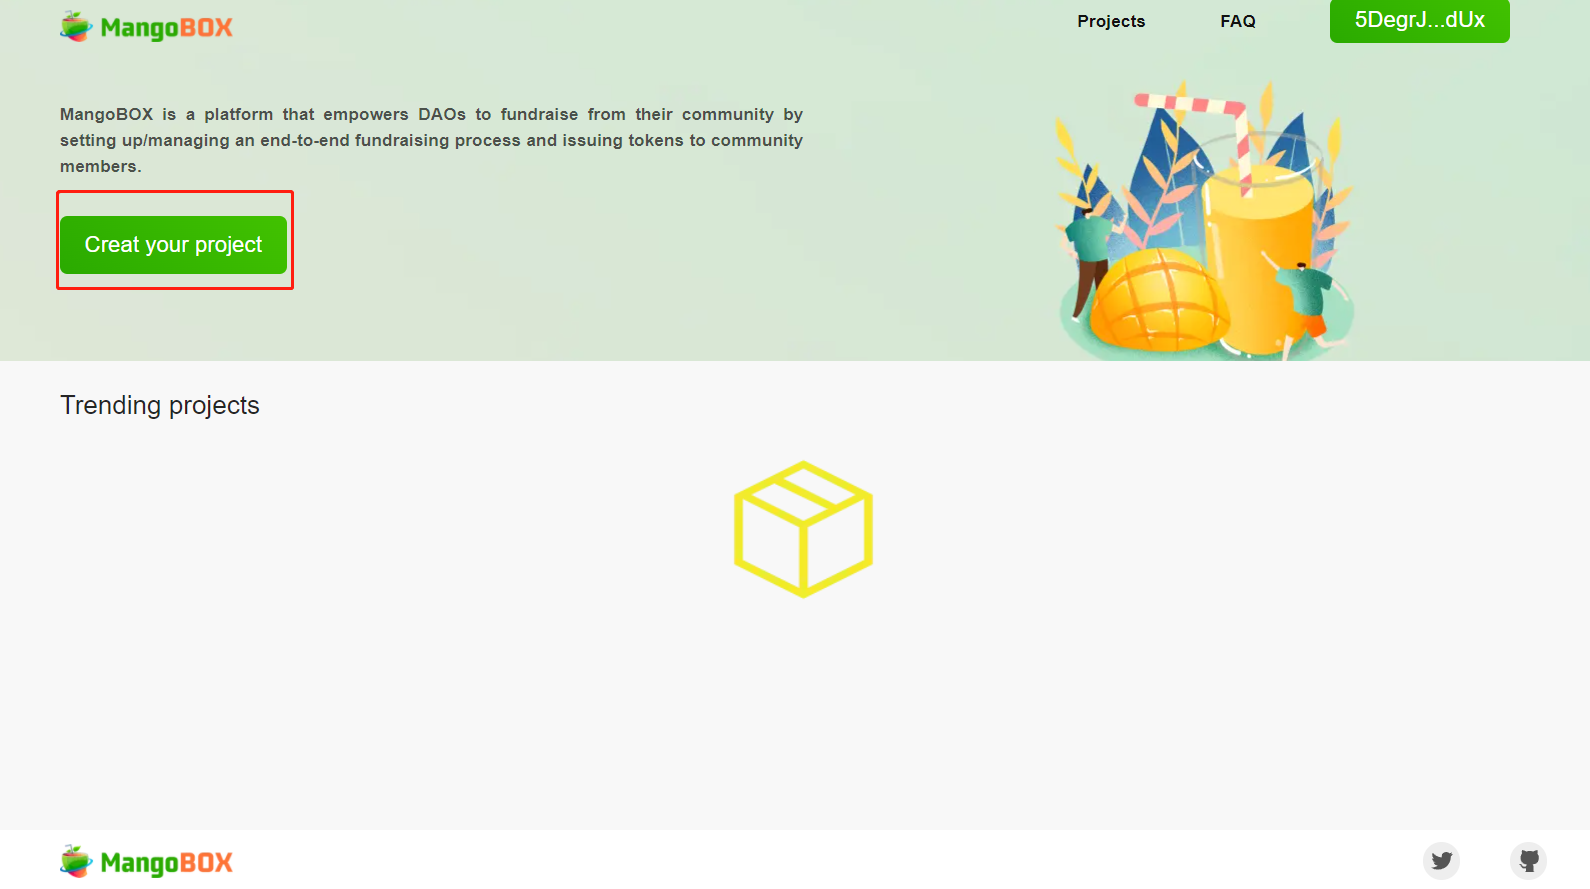 MangoBOX
Projects
FAQ
5DegrJ...dUx
MangoBOX is a platform that empowers DAOs to fundraise from their community by
setting up/managing an end-to-end fundraising process and issuing tokens to community
members.
Creat your project
Trending projects
MangoBOX